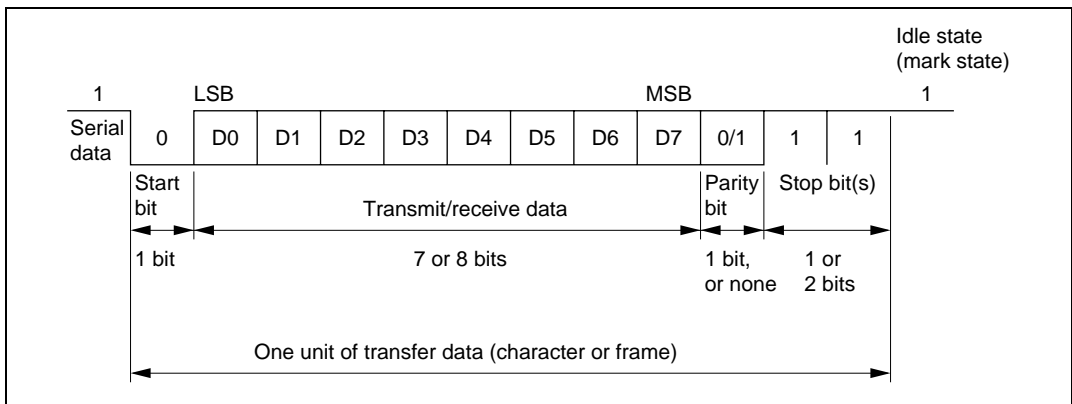 Idle state
(mark state)
1 LSB MSB 1
Serial
data
0 D0 D1 D2 D3 D4 D5 D6 D7 0/1 1 1
Start
bit
Transmit/receive data
Parity
bit
Stop bit(s)
1 bit
7 or 8 bits
1 bit,
or none
1 or
2 bits
One unit of transfer data (character or frame)